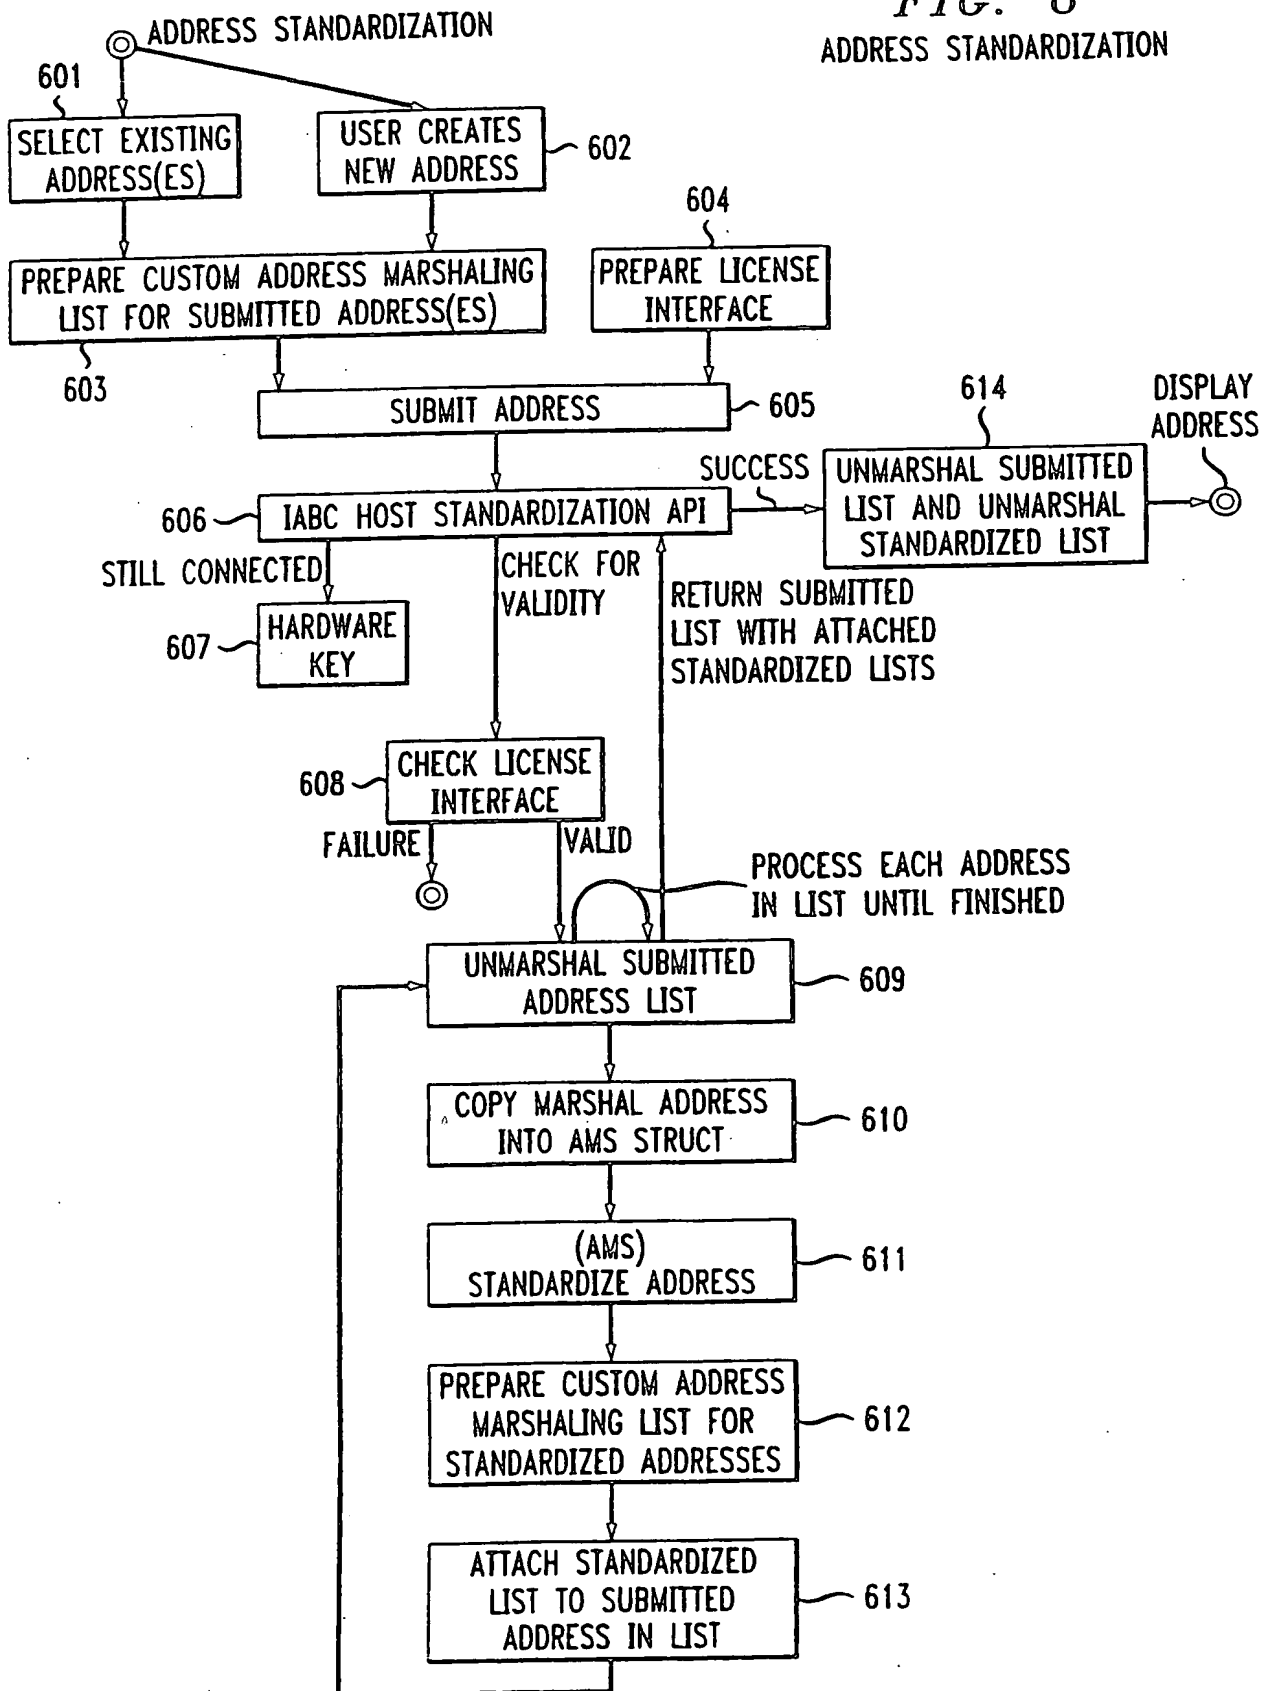 FIG. 6
ADDRESS STANDARDIZATION
ADDRESS STANDARDIZATION
601
SELECT EXISTING
ADDRESS(ES)
USER CREATES
NEW ADDRESS
602
604
PREPARE CUSTOM ADDRESS MARSHALING
LIST FOR SUBMITTED ADDRESS(ES)
603
PREPARE LICENSE
INTERFACE
SUBMIT ADDRESS
605
614
DISPLAY
ADDRESS
606
IABC HOST STANDARDIZATION API
SUCCESS
UNMARSHAL SUBMITTED
LIST AND UNMARSHAL
STANDARDIZED LIST
STILL CONNECTED
CHECK FOR
VALIDITY
RETURN SUBMITTED
LIST WITH ATTACHED
STANDARDIZED LISTS
607
HARDWARE
KEY
608
CHECK LICENSE
INTERFACE
FAILURE
VALID
PROCESS EACH ADDRESS
IN LIST UNTIL FINISHED
UNMARSHAL SUBMITTED
ADDRESS LIST
609
COPY MARSHAL ADDRESS
INTO AMS STRUCT
610
(AMS)
STANDARDIZE ADDRESS
611
PREPARE CUSTOM ADDRESS
MARSHALING LIST FOR
STANDARDIZED ADDRESSES
612
ATTACH STANDARDIZED
LIST TO SUBMITTED
ADDRESS IN LIST
613